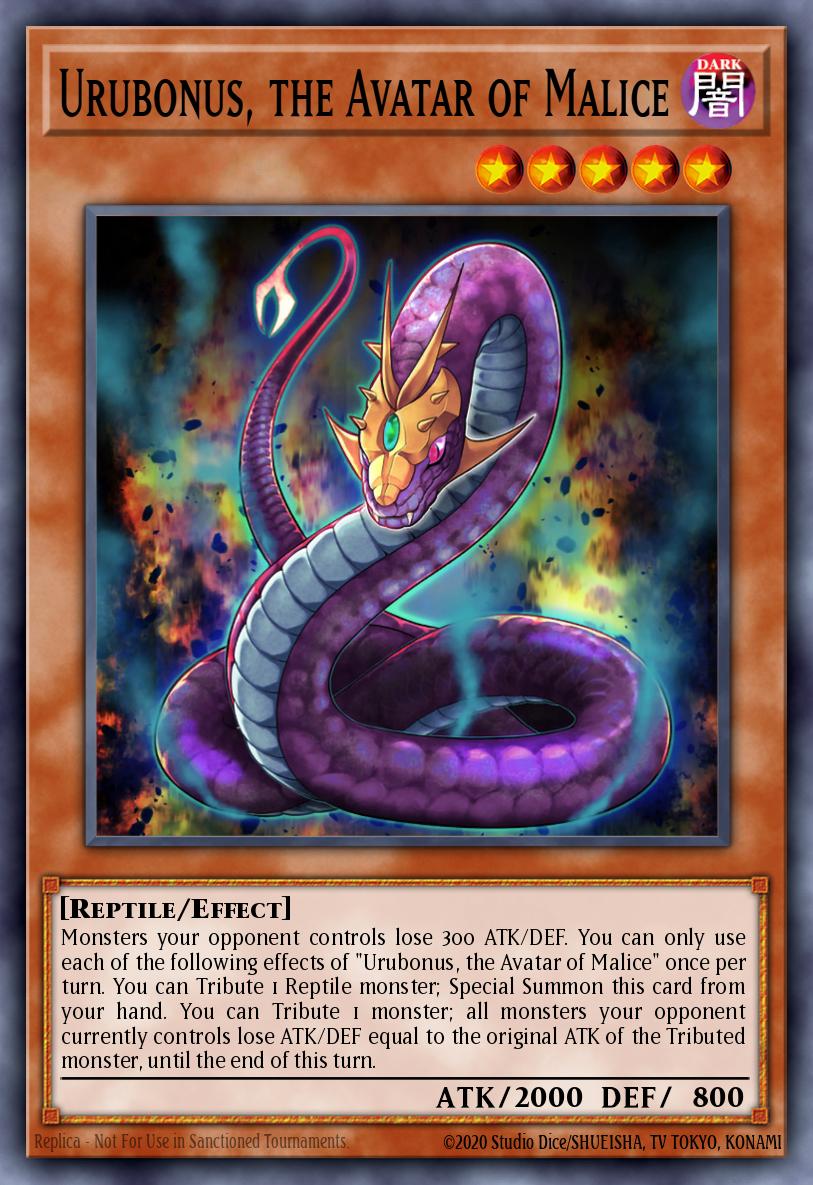 Urubonus, the Avatar of Malice
DARK
闇
[Reptile/Effect]
Monsters your opponent controls lose 300 ATK/DEF. You can only use
each of the following effects of "Urubonus, the Avatar of Malice" once per
turn. You can Tribute 1 Reptile monster; Special Summon this card from
your hand. You can Tribute 1 monster; all monsters your opponent
currently controls lose ATK/DEF equal to the original ATK of the Tributed
monster, until the end of this turn.
ATK/2000 DEF/ 800
Replica - Not For Use in Sanctioned Tournaments.
©2020 Studio Dice/SHUEISHA, TV TOKYO, KONAMI